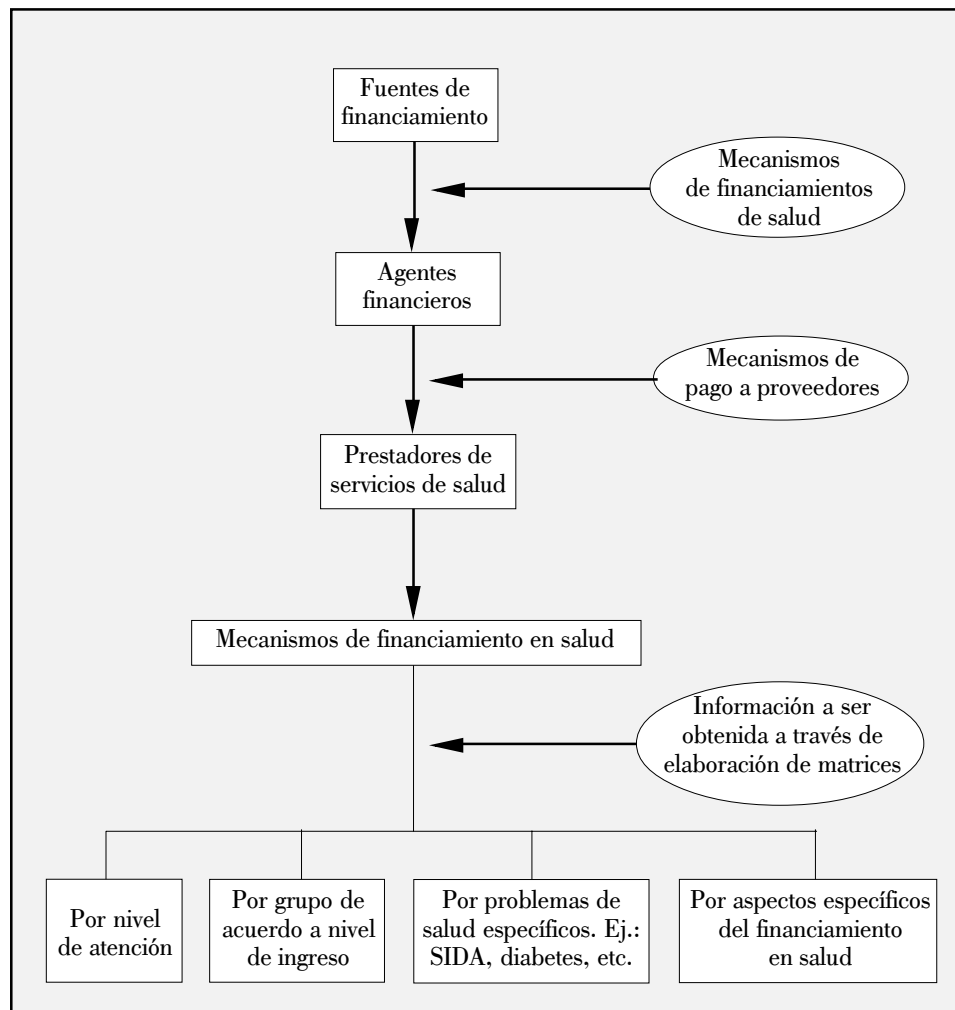 Fuentes de
financiamiento
Mecanismos
de financiamientos
de salud
Agentes
financieros
Mecanismos de
pago a proveedores
Prestadores de
servicios de salud
Mecanismos de financiamiento en salud
Información a ser
obtenida a través de
elaboración de matrices
Por nivel
de atención
Por grupo de
acuerdo a nivel
de ingreso
Por problemas de
salud específicos. Ej.:
SIDA, diabetes, etc.
Por aspectos específicos
del financiamiento
en salud